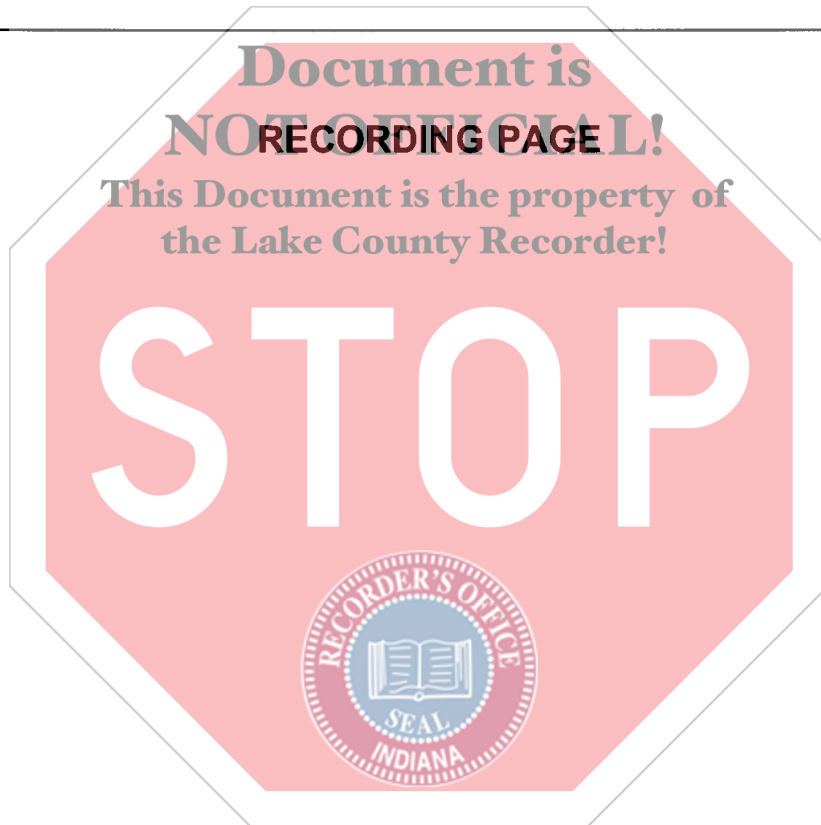 Document is
NOT OFFICIAL!
RECORDING PAGE
This Document is the property of
the Lake County Recorder!
STOP
RECORDER'S OFFICE
SEAL
INDIANA